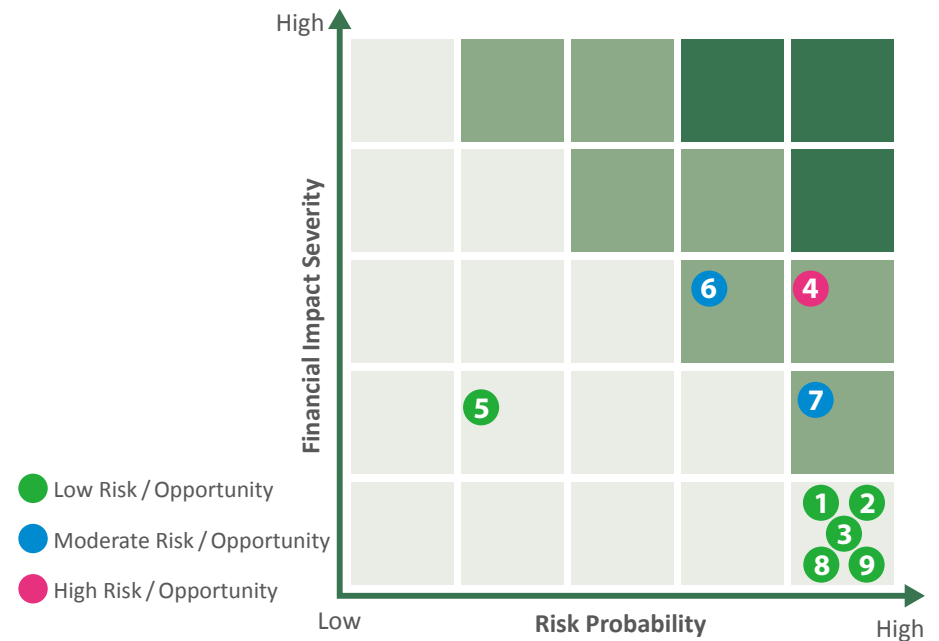 High
Financial Impact Severity
6
4
5
7
1
2
3
8
9
Low Risk / Opportunity
Moderate Risk / Opportunity
High Risk / Opportunity
Low
Risk Probability
High